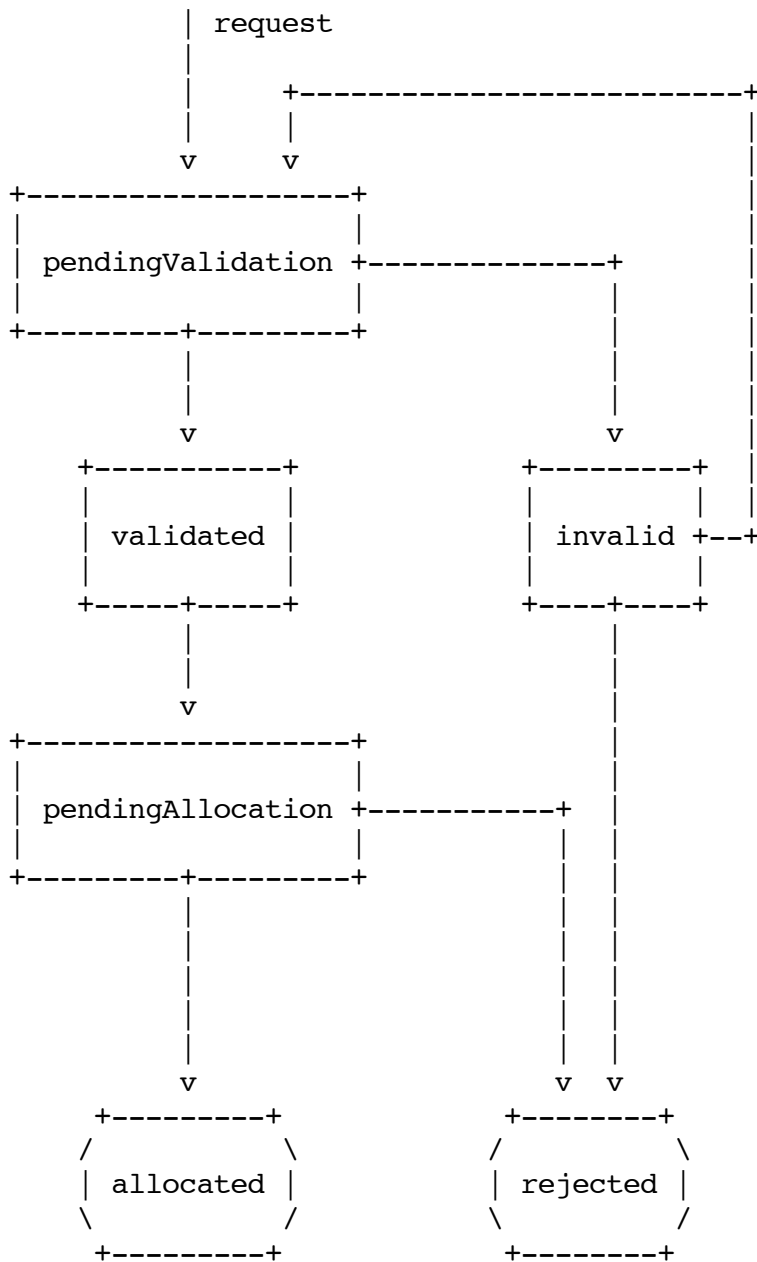 request
pendingValidation
validated
invalid
pendingAllocation
allocated
rejected